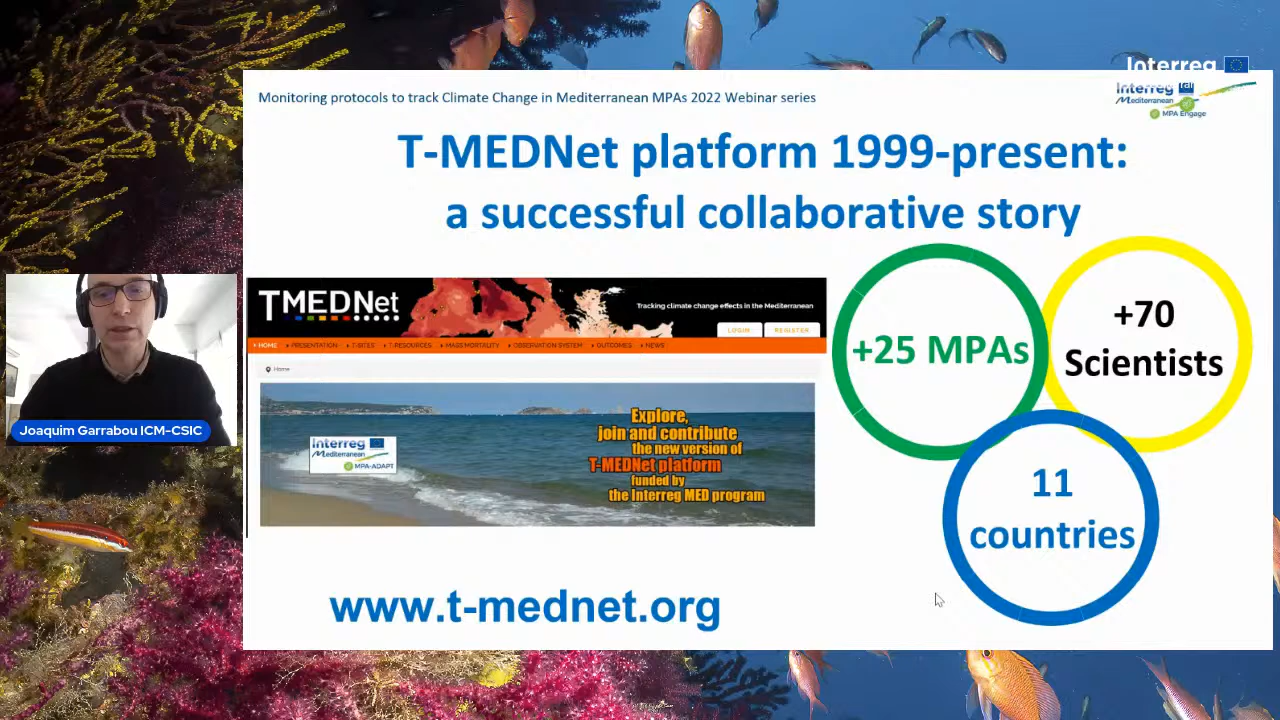 Interreg
Monitoring protocols to track Climate Change in Mediterranean MPAs 2022 Webinar series
Interreg
Mediterranean
MPA Engage
T-MEDNet platform 1999-present:
a successful collaborative story
TMEDNet
Tracking climate change effects in the Mediterranean
LOGIN REGISTER
HOME PRESENTATION T-SITES T-RESOURCES MASS MORTALITY OBSERVATION SYSTEM OUTCOMES NEWS
Home
Interreg
Mediterranean
MPA-ADAPT
Explore,
join and contribute
the new version of
T-MEDNet platform
funded by
the Interreg MED program
+25 MPAs
+70
Scientists
11
countries
www.t-mednet.org
Joaquim Garrabou ICM-CSIC